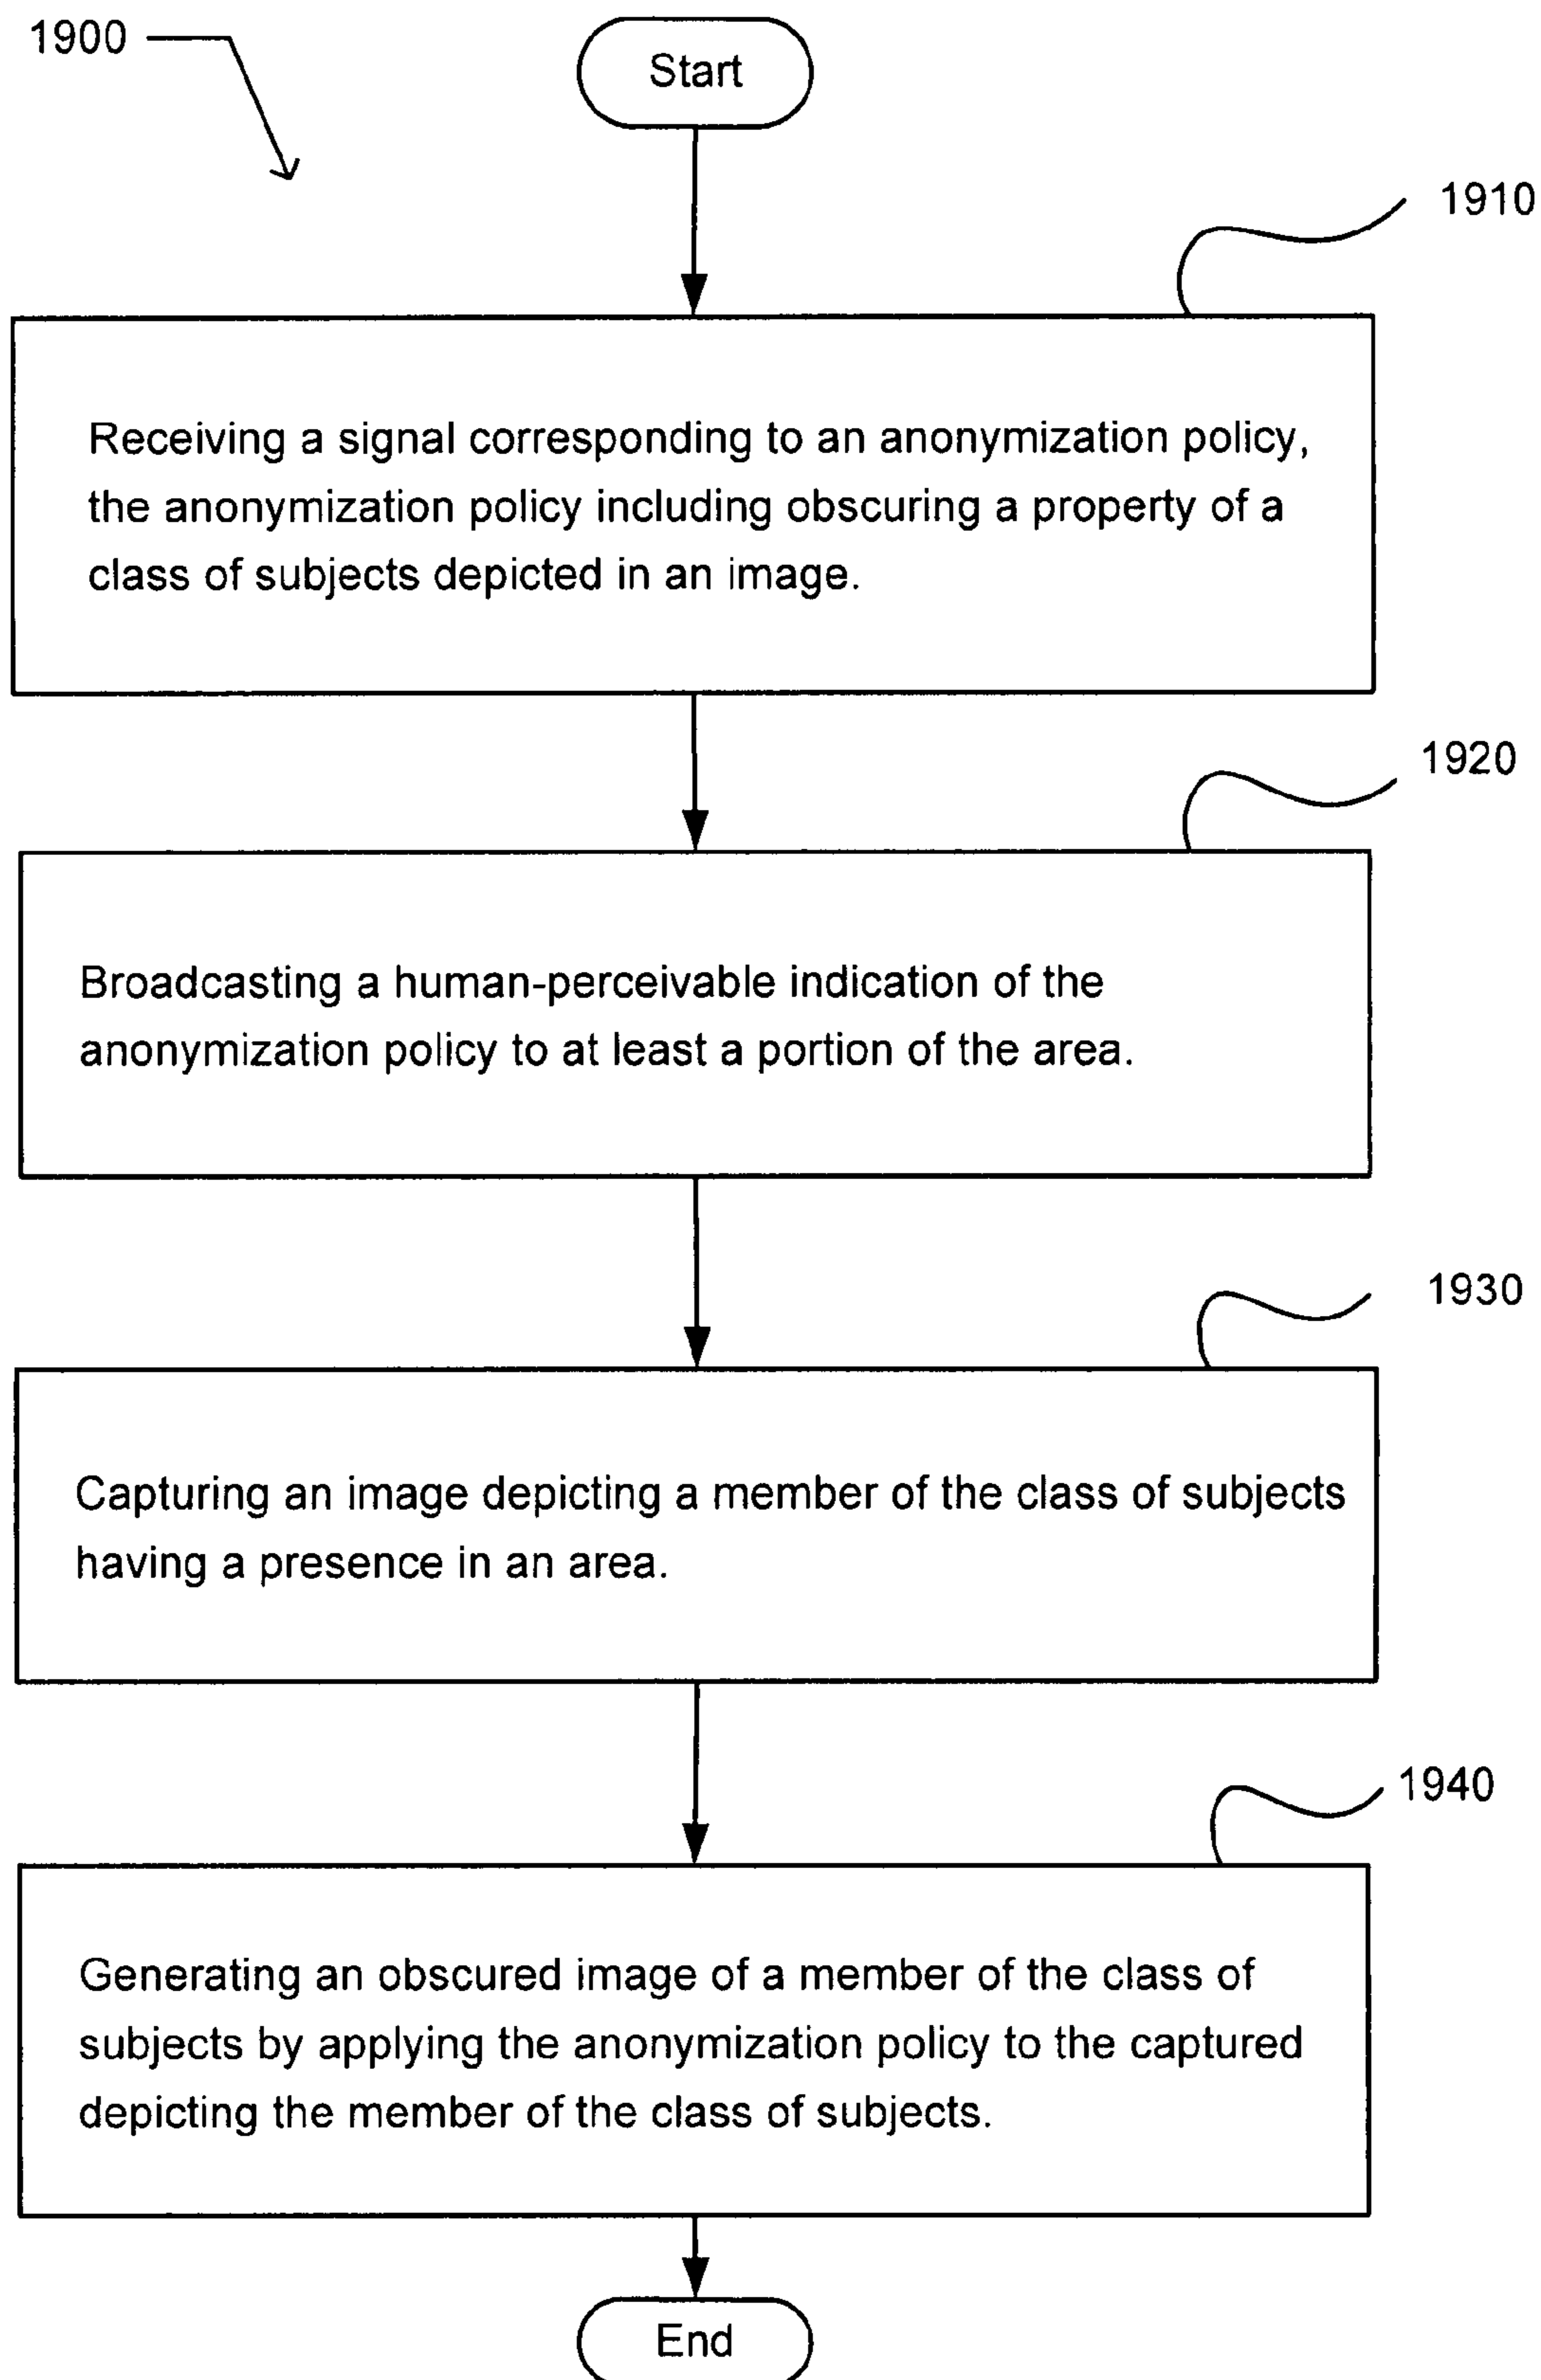 1900
Start
1910
Receiving a signal corresponding to an anonymization policy,
the anonymization policy including obscuring a property of a
class of subjects depicted in an image.
1920
Broadcasting a human-perceivable indication of the
anonymization policy to at least a portion of the area.
1930
Capturing an image depicting a member of the class of subjects
having a presence in an area.
1940
Generating an obscured image of a member of the class of
subjects by applying the anonymization policy to the captured
depicting the member of the class of subjects.
End